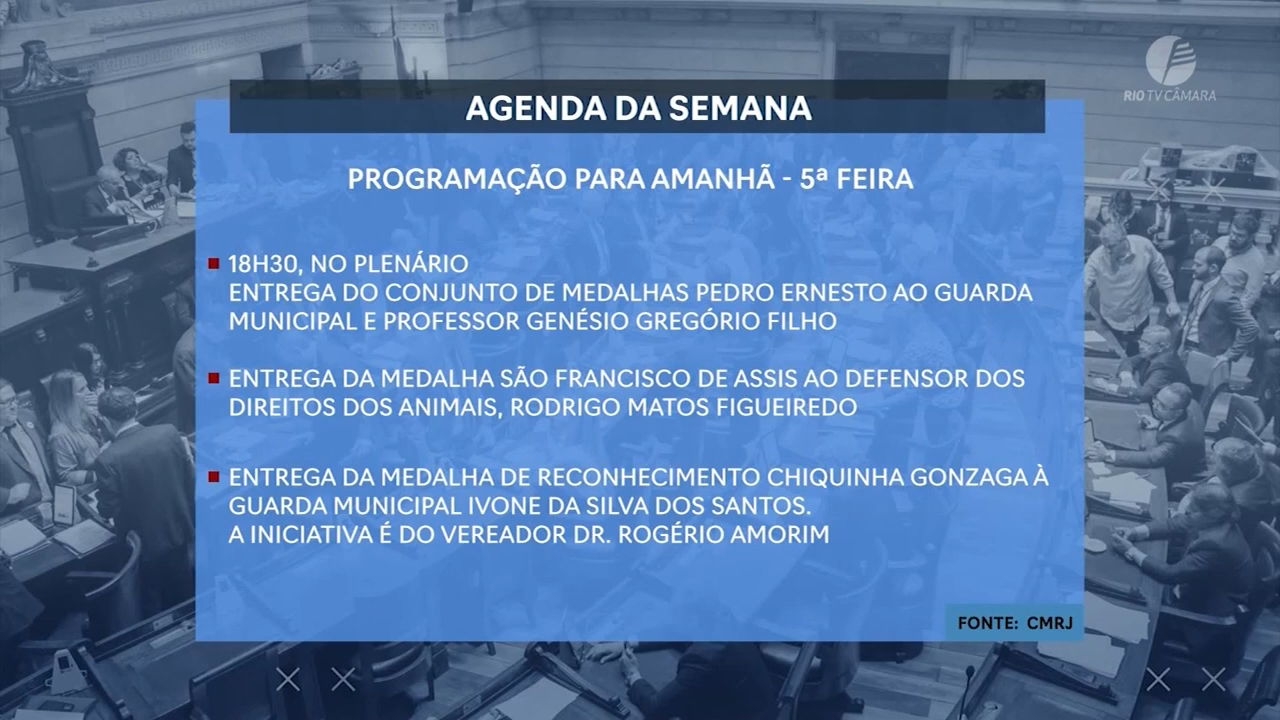 RIO TV CÂMARA
AGENDA DA SEMANA
PROGRAMAÇÃO PARA AMANHÃ - 5ª FEIRA
18H30, NO PLENÁRIO
ENTREGA DO CONJUNTO DE MEDALHAS PEDRO ERNESTO AO GUARDA
MUNICIPAL E PROFESSOR GENÉSIO GREGÓRIO FILHO
ENTREGA DA MEDALHA SÃO FRANCISCO DE ASSIS AO DEFENSOR DOS
DIREITOS DOS ANIMAIS, RODRIGO MATOS FIGUEIREDO
ENTREGA DA MEDALHA DE RECONHECIMENTO CHIQUINHA GONZAGA À
GUARDA MUNICIPAL IVONE DA SILVA DOS SANTOS.
A INICIATIVA É DO VEREADOR DR. ROGÉRIO AMORIM
FONTE: CMRJ